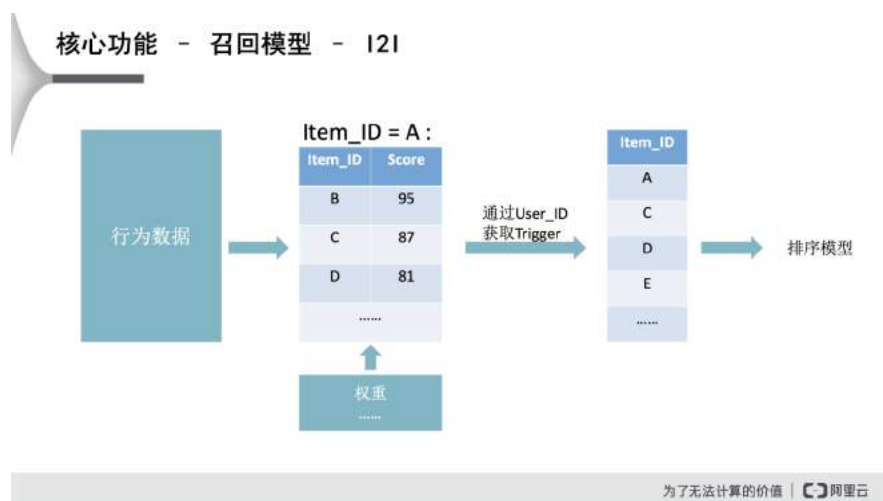 核心功能 - 召回模型 - I2I
行为数据
Item_ID = A :
Item_ID Score
B 95
C 87
D 81
......
权重
......
通过User_ID
获取Trigger
Item_ID
A
C
D
E
......
排序模型
为了无法计算的价值 | 阿里云